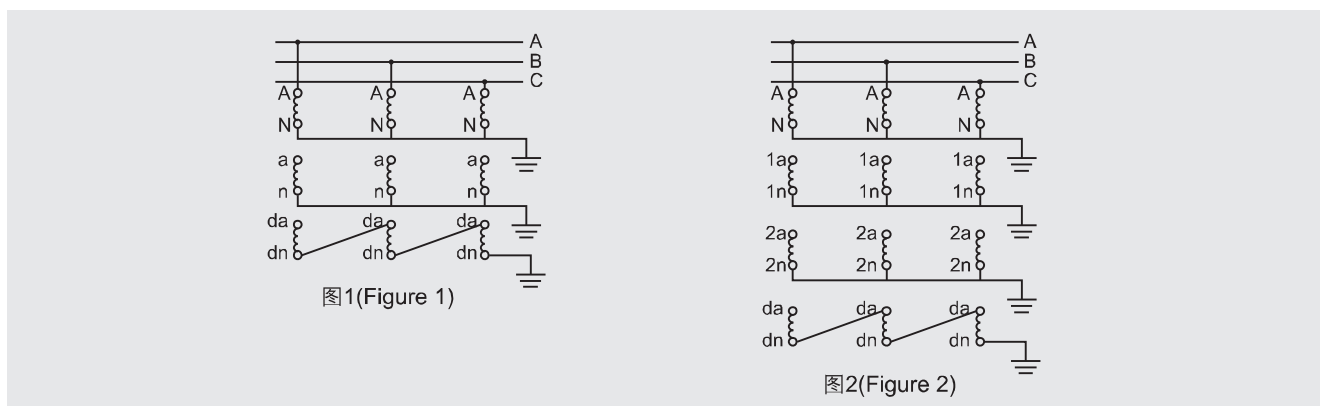 A
B
C
A A A
N N N
a a a
n n n
da da da
dn dn dn
图1(Figure 1)
A
B
C
A A A
N N N
1a 1a 1a
1n 1n 1n
2a 2a 2a
2n 2n 2n
da da da
dn dn dn
图2(Figure 2)